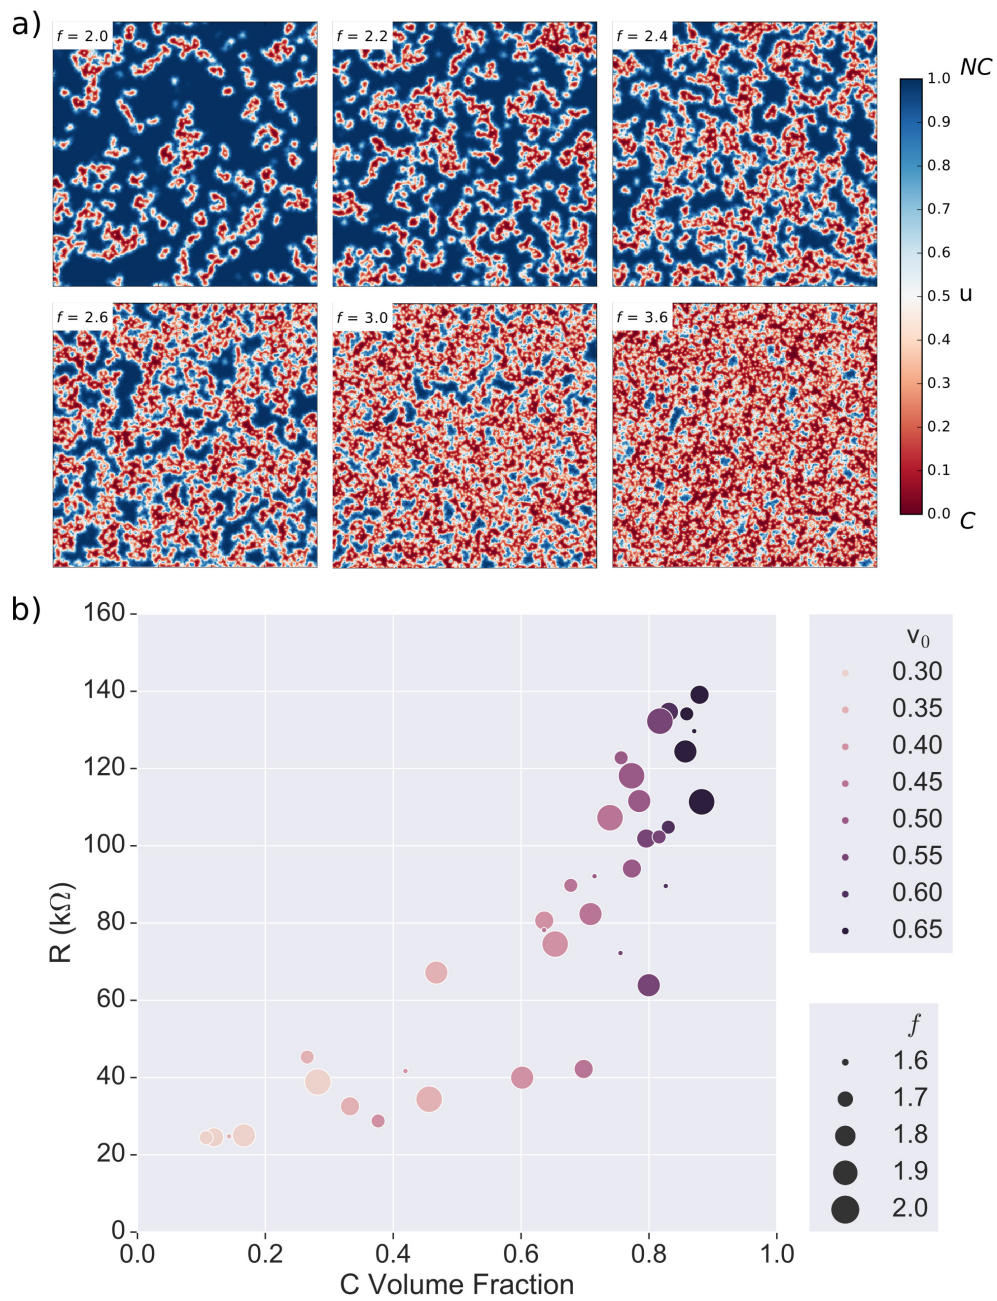 a)
f = 2.0
f = 2.2
f = 2.4
f = 2.6
f = 3.0
f = 3.6
NC
1.0
0.9
0.8
0.7
0.6
0.5
u
0.4
0.3
0.2
0.1
0.0
C
b)
160
140
120
100
80
60
40
20
0
R (kΩ)
0.0 0.2 0.4 0.6 0.8 1.0
C Volume Fraction
v₀
0.30
0.35
0.40
0.45
0.50
0.55
0.60
0.65
f
1.6
1.7
1.8
1.9
2.0